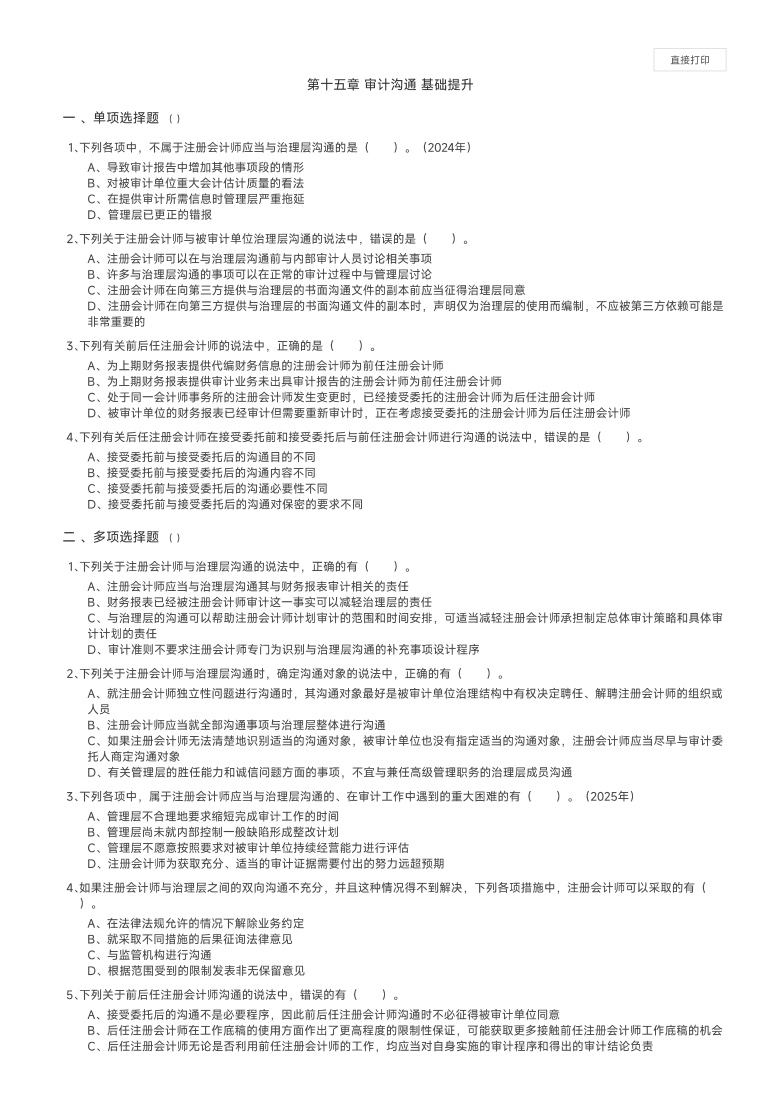 直接打印
第十五章 审计沟通 基础提升
一 、单项选择题 （ ）
1、下列各项中，不属于注册会计师应当与治理层沟通的是（　　）。（2024年）
A、导致审计报告中增加其他事项段的情形
B、对被审计单位重大会计估计质量的看法
C、在提供审计所需信息时管理层严重拖延
D、管理层已更正的错报
2、下列关于注册会计师与被审计单位治理层沟通的说法中，错误的是（　　）。
A、注册会计师可以在与治理层沟通前与内部审计人员讨论相关事项
B、许多与治理层沟通的事项可以在正常的审计过程中与管理层讨论
C、注册会计师在向第三方提供与治理层的书面沟通文件的副本前应当征得治理层同意
D、注册会计师在向第三方提供与治理层的书面沟通文件的副本时，声明仅为治理层的使用而编制，不应被第三方依赖可能是
非常重要的
3、下列有关前后任注册会计师的说法中，正确的是（　　）。
A、为上期财务报表提供代编财务信息的注册会计师为前任注册会计师
B、为上期财务报表提供审计业务未出具审计报告的注册会计师为前任注册会计师
C、处于同一会计师事务所的注册会计师发生变更时，已经接受委托的注册会计师为后任注册会计师
D、被审计单位的财务报表已经审计但需要重新审计时，正在考虑接受委托的注册会计师为后任注册会计师
4、下列有关后任注册会计师在接受委托前和接受委托后与前任注册会计师进行沟通的说法中，错误的是（　　）。
A、接受委托前与接受委托后的沟通目的不同
B、接受委托前与接受委托后的沟通内容不同
C、接受委托前与接受委托后的沟通必要性不同
D、接受委托前与接受委托后的沟通对保密的要求不同
二 、多项选择题 （ ）
1、下列关于注册会计师与治理层沟通的说法中，正确的有（　　）。
A、注册会计师应当与治理层沟通其与财务报表审计相关的责任
B、财务报表已经被注册会计师审计这一事实可以减轻治理层的责任
C、与治理层的沟通可以帮助注册会计师计划审计的范围和时间安排，可适当减轻注册会计师承担制定总体审计策略和具体审
计计划的责任
D、审计准则不要求注册会计师专门为识别与治理层沟通的补充事项设计程序
2、下列关于注册会计师与治理层沟通时，确定沟通对象的说法中，正确的有（　　）。
A、就注册会计师独立性问题进行沟通时，其沟通对象最好是被审计单位治理结构中有权决定聘任、解聘注册会计师的组织或
人员
B、注册会计师应当就全部沟通事项与治理层整体进行沟通
C、如果注册会计师无法清楚地识别适当的沟通对象，被审计单位也没有指定适当的沟通对象，注册会计师应当尽早与审计委
托人商定沟通对象
D、有关管理层的胜任能力和诚信问题方面的事项，不宜与兼任高级管理职务的治理层成员沟通
3、下列各项中，属于注册会计师应当与治理层沟通的、在审计工作中遇到的重大困难的有（　　）。（2025年）
A、管理层不合理地要求缩短完成审计工作的时间
B、管理层尚未就内部控制一般缺陷形成整改计划
C、管理层不愿意按照要求对被审计单位持续经营能力进行评估
D、注册会计师为获取充分、适当的审计证据需要付出的努力远超预期
4、如果注册会计师与治理层之间的双向沟通不充分，并且这种情况得不到解决，下列各项措施中，注册会计师可以采取的有（
）。
A、在法律法规允许的情况下解除业务约定
B、就采取不同措施的后果征询法律意见
C、与监管机构进行沟通
D、根据范围受到的限制发表非无保留意见
5、下列关于前后任注册会计师沟通的说法中，错误的有（　　）。
A、接受委托后的沟通不是必要程序，因此前后任注册会计师沟通时不必征得被审计单位同意
B、后任注册会计师在工作底稿的使用方面作出了更高程度的限制性保证，可能获取更多接触前任注册会计师工作底稿的机会
C、后任注册会计师无论是否利用前任注册会计师的工作，均应当对自身实施的审计程序和得出的审计结论负责